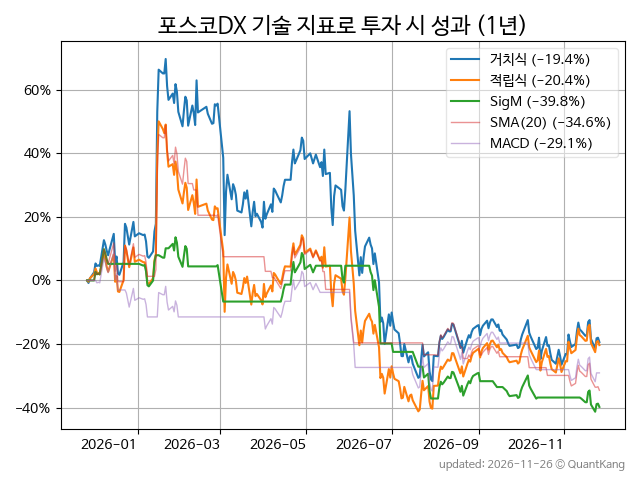 포스코DX 기술 지표로 투자 시 성과 (1년)
거치식 (−19.4%)
적립식 (−20.4%)
SigM (−39.8%)
SMA(20) (−34.6%)
MACD (−29.1%)
60%
40%
20%
0%
−20%
−40%
2026-01 2026-03 2026-05 2026-07 2026-09 2026-11
updated: 2026-11-26 © QuantKang